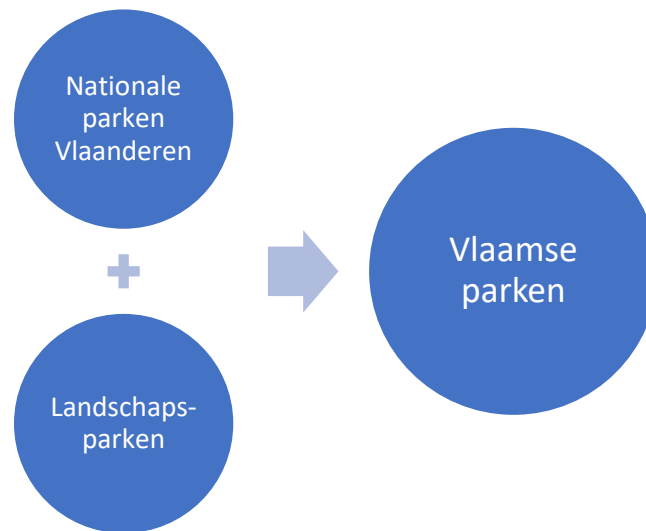 Nationale
parken
Vlaanderen
Landschaps-
parken
Vlaamse
parken